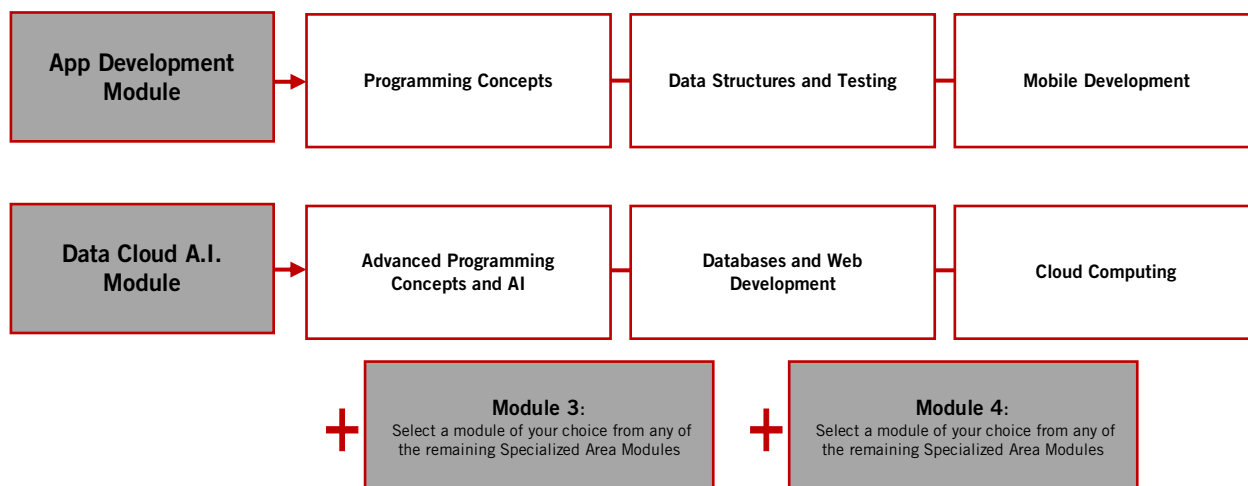 App Development
Module
Programming Concepts
Data Structures and Testing
Mobile Development
Data Cloud A.I.
Module
Advanced Programming
Concepts and AI
Databases and Web
Development
Cloud Computing
Module 3:
Select a module of your choice from any of
the remaining Specialized Area Modules
Module 4:
Select a module of your choice from any of
the remaining Specialized Area Modules